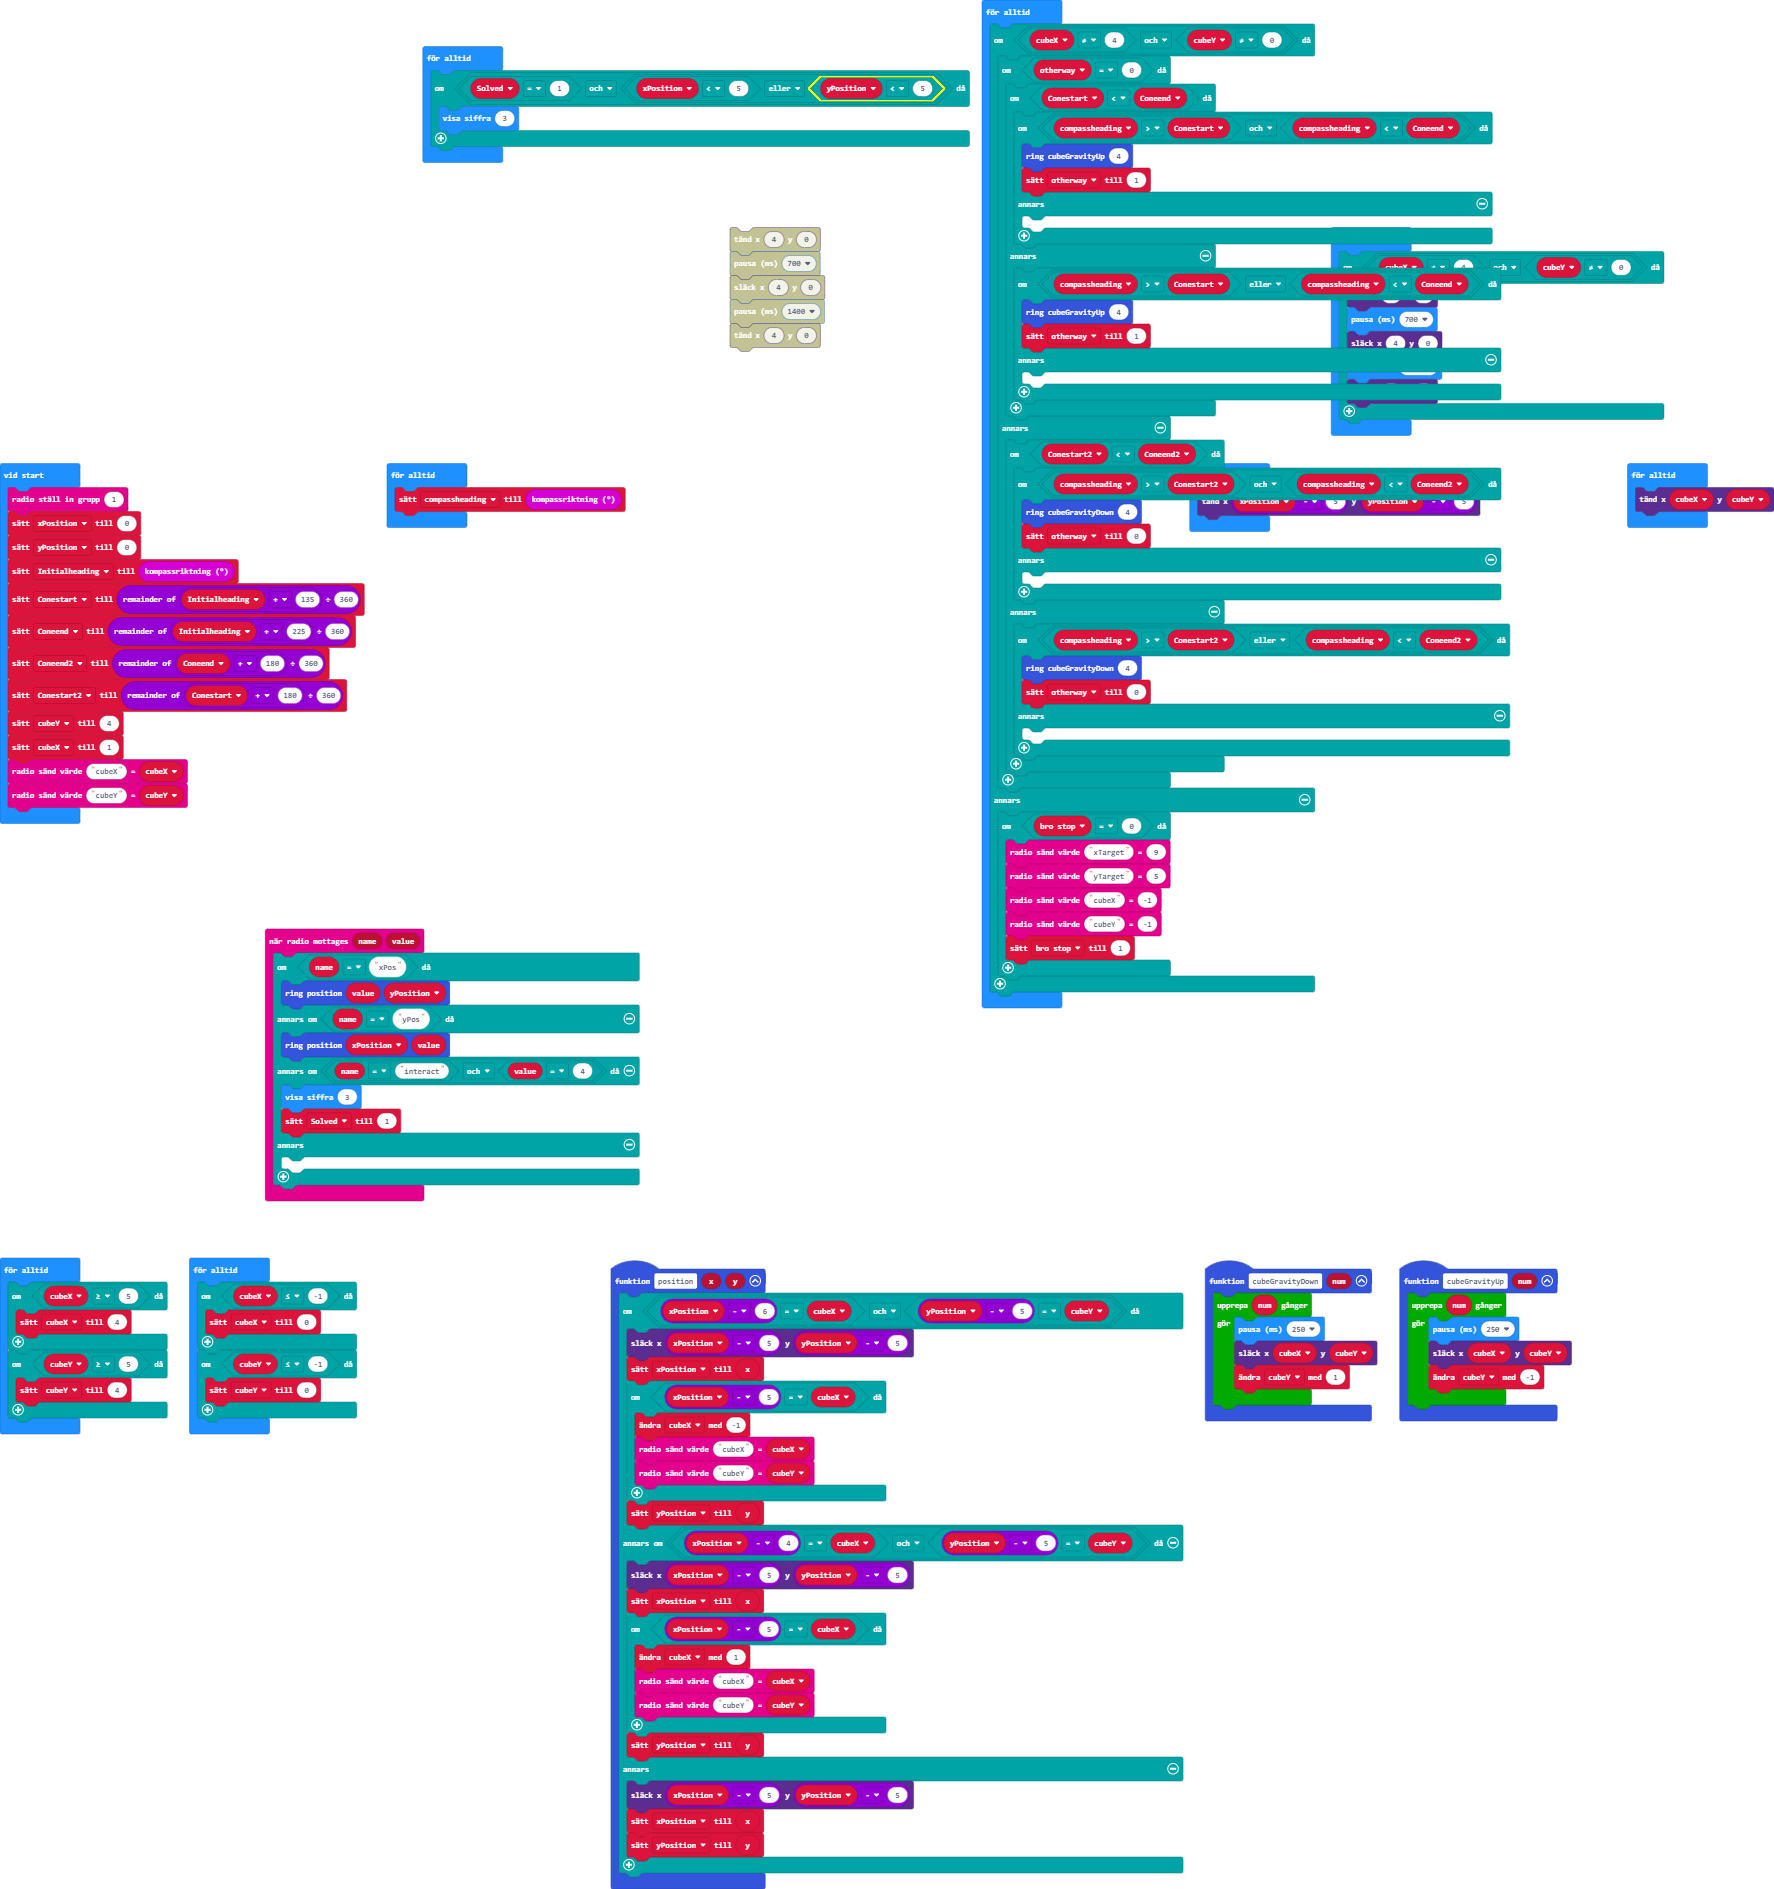 för alltid
om Solved = 1 och xPosition < 5 eller yPosition < 5 då
visa siffra 3
tänd x 4 y 0
pausa (ms) 700
släck x 4 y 0
pausa (ms) 1400
tänd x 4 y 0
för alltid
om cubeX ≠ 4 och cubeY ≠ 0 då
om otherway = 0 då
om Conestart < Coneend då
om compassheading > Conestart och compassheading < Coneend då
ring cubeGravityUp 4
sätt otherway till 1
annars
annars
om compassheading > Conestart eller compassheading < Coneend då
ring cubeGravityUp 4
sätt otherway till 1
annars
annars
om Conestart2 < Coneend2 då
om compassheading > Conestart2 och compassheading < Coneend2 då
ring cubeGravityDown 4
sätt otherway till 0
annars
annars
om compassheading > Conestart2 eller compassheading < Coneend2 då
ring cubeGravityDown 4
sätt otherway till 0
annars
annars
om bro stop = 0 då
radio sänd värde "xTarget" = 9
radio sänd värde "yTarget" = 5
radio sänd värde "cubeX" = -1
radio sänd värde "cubeY" = -1
sätt bro stop till 1
och cubeY ≠ 0 då
pausa (ms) 700
släck x 4 y 0
tänd x xPosition - 5 y yPosition - 5
för alltid
tänd x cubeX y cubeY
vid start
radio ställ in grupp 1
sätt xPosition till 0
sätt yPosition till 0
sätt Initialheading till kompassriktning (°)
sätt Conestart till remainder of Initialheading + 135 ÷ 360
sätt Coneend till remainder of Initialheading + 225 ÷ 360
sätt Coneend2 till remainder of Coneend + 180 ÷ 360
sätt Conestart2 till remainder of Conestart + 180 ÷ 360
sätt cubeY till 4
sätt cubeX till 1
radio sänd värde "cubeX" = cubeX
radio sänd värde "cubeY" = cubeY
för alltid
sätt compassheading till kompassriktning (°)
när radio mottages name value
om name = "xPos" då
ring position value yPosition
annars om name = "yPos" då
ring position xPosition value
annars om name = "interact" och value = 4 då
visa siffra 3
sätt Solved till 1
annars
för alltid
om cubeX ≥ 5 då
sätt cubeX till 4
om cubeY ≥ 5 då
sätt cubeY till 4
för alltid
om cubeX ≤ -1 då
sätt cubeX till 0
om cubeY ≤ -1 då
sätt cubeY till 0
funktion position x y
om xPosition - 6 = cubeX och yPosition - 5 = cubeY då
släck x xPosition - 5 y yPosition - 5
sätt xPosition till x
om xPosition - 5 = cubeX då
ändra cubeX med -1
radio sänd värde "cubeX" = cubeX
radio sänd värde "cubeY" = cubeY
sätt yPosition till y
annars om xPosition - 4 = cubeX och yPosition - 5 = cubeY då
släck x xPosition - 5 y yPosition - 5
sätt xPosition till x
om xPosition - 5 = cubeX då
ändra cubeX med 1
radio sänd värde "cubeX" = cubeX
radio sänd värde "cubeY" = cubeY
sätt yPosition till y
annars
släck x xPosition - 5 y yPosition - 5
sätt xPosition till x
sätt yPosition till y
funktion cubeGravityDown num
upprepa num gånger
gör
pausa (ms) 250
släck x cubeX y cubeY
ändra cubeY med 1
funktion cubeGravityUp num
upprepa num gånger
gör
pausa (ms) 250
släck x cubeX y cubeY
ändra cubeY med -1